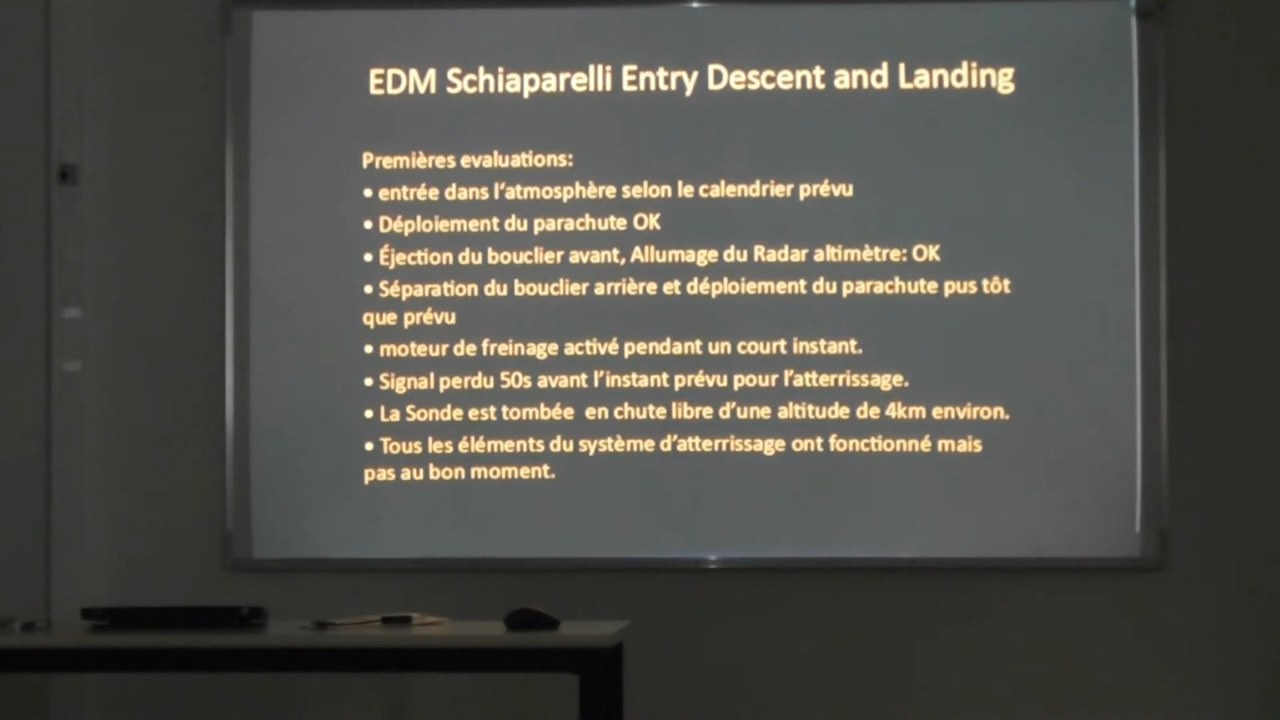 EDM Schiaparelli Entry Descent and Landing
Premières evaluations:
• entrée dans l'atmosphère selon le calendrier prévu
• Déploiement du parachute OK
• Éjection du bouclier avant, Allumage du Radar altimètre: OK
• Séparation du bouclier arrière et déploiement du parachute pus tôt
que prévu
• moteur de freinage activé pendant un court instant.
• Signal perdu 50s avant l'instant prévu pour l'atterrissage.
• La Sonde est tombée en chute libre d'une altitude de 4km environ.
• Tous les éléments du système d'atterrissage ont fonctionné mais
pas au bon moment.